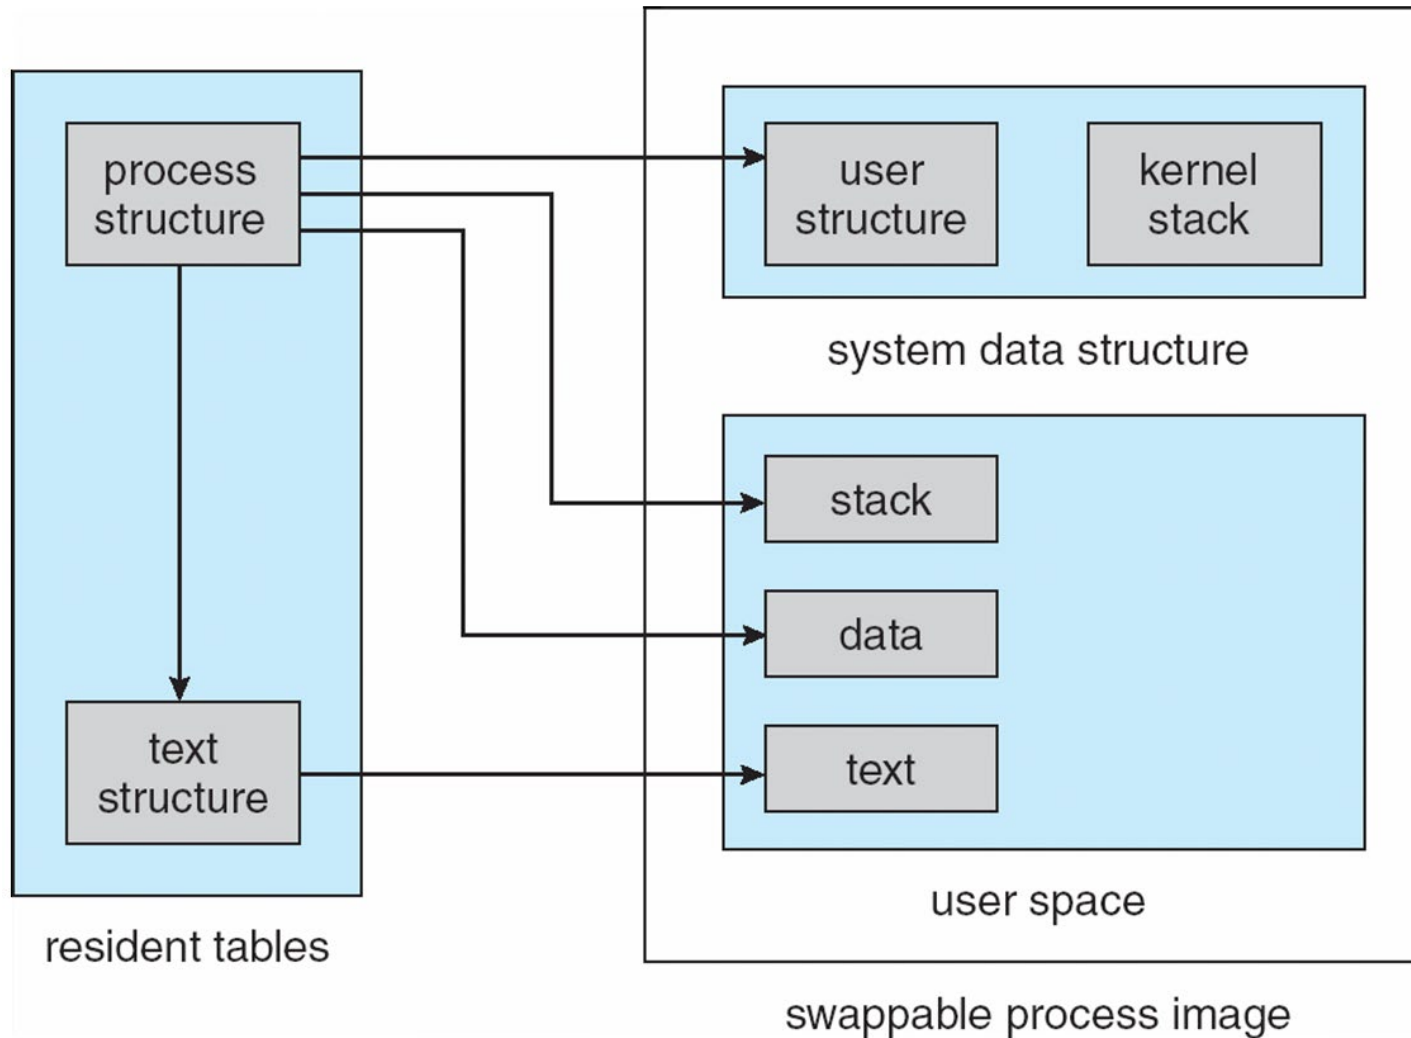 process
structure
user
structure
kernel
stack
system data structure
stack
data
text
structure
text
user space
resident tables
swappable process image